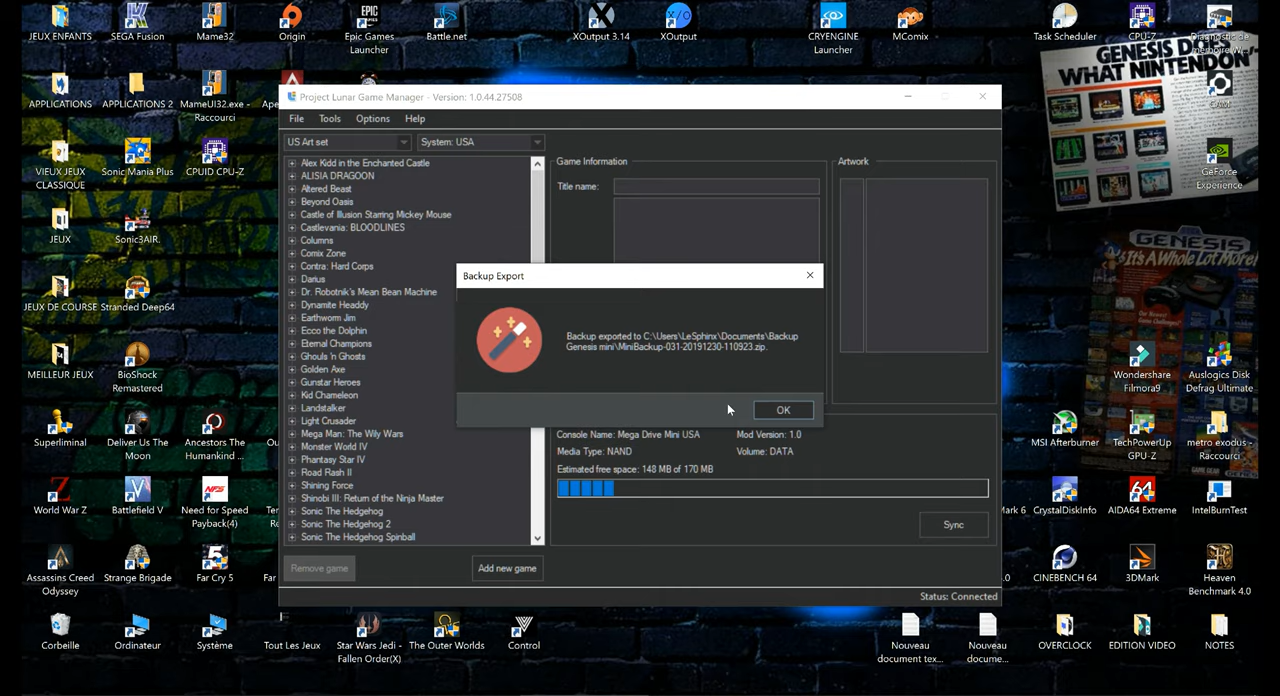 JEUX ENFANTS
SEGA Fusion
Mame32
Origin
Epic Games
Launcher
Battle.net
XOutput 3.14
XOutput
CRYENGINE
Launcher
MComix
Task Scheduler
CPU-Z
Diagnostic de
GENESIS
WHAT NINTENDON
APPLICATIONS
APPLICATIONS 2
MameUI32.exe -
Raccourci
Project Lunar Game Manager - Version: 1.0.44.27508
File
Tools
Options
Help
US Art set
System: USA
VIEUX JEUX
CLASSIQUE
Sonic Mania Plus
CPUID CPU-Z
GeForce
Experience
Alex Kidd in the Enchanted Castle
ALISIA DRAGOON
Altered Beast
Beyond Oasis
Castle of Illusion Starring Mickey Mouse
Castlevania: BLOODLINES
Columns
Comix Zone
Contra: Hard Corps
Darius
Dr. Robotnik's Mean Bean Machine
Dynamite Headdy
Earthworm Jim
Ecco the Dolphin
Eternal Champions
Ghouls 'n Ghosts
Golden Axe
Gunstar Heroes
Kid Chameleon
Landstalker
Light Crusader
Mega Man: The Wily Wars
Monster World IV
Phantasy Star IV
Road Rash II
Shining Force
Shinobi III: Return of the Ninja Master
Sonic The Hedgehog
Sonic The Hedgehog 2
Sonic The Hedgehog Spinball
Game Information
Title name:
Artwork
Backup Export
Backup exported to C:\Users\LeSphinx\Documents\Backup
Genesis mini\MiniBackup-031-20191230-110923.zip.
OK
Console Name: Mega Drive Mini USA
Mod Version: 1.0
Media Type: NAND
Volume: DATA
Estimated free space: 148 MB of 170 MB
Sync
Remove game
Add new game
Status: Connected
JEUX
Sonic3AIR.
GENESIS
It's A Whole Lot More!
JEUX DE COURSE
Stranded Deep64
MEILLEUR JEUX
BioShock
Remastered
Wondershare
Filmora9
Auslogics Disk
Defrag Ultimate
Superliminal
Deliver Us The
Moon
Ancestors The
Humankind ...
MSI Afterburner
TechPowerUp
GPU-Z
metro exodus -
Raccourci
World War Z
Battlefield V
Need for Speed
Payback(4)
CrystalDiskInfo
AIDA64 Extreme
IntelBurnTest
Assassins Creed
Odyssey
Strange Brigade
Far Cry 5
CINEBENCH 64
3DMark
Heaven
Benchmark 4.0
Corbeille
Ordinateur
Système
Tout Les Jeux
Star Wars Jedi -
Fallen Order(X)
The Outer Worlds
Control
Nouveau
document tex...
Nouveau
docume...
OVERCLOCK
EDITION VIDEO
NOTES